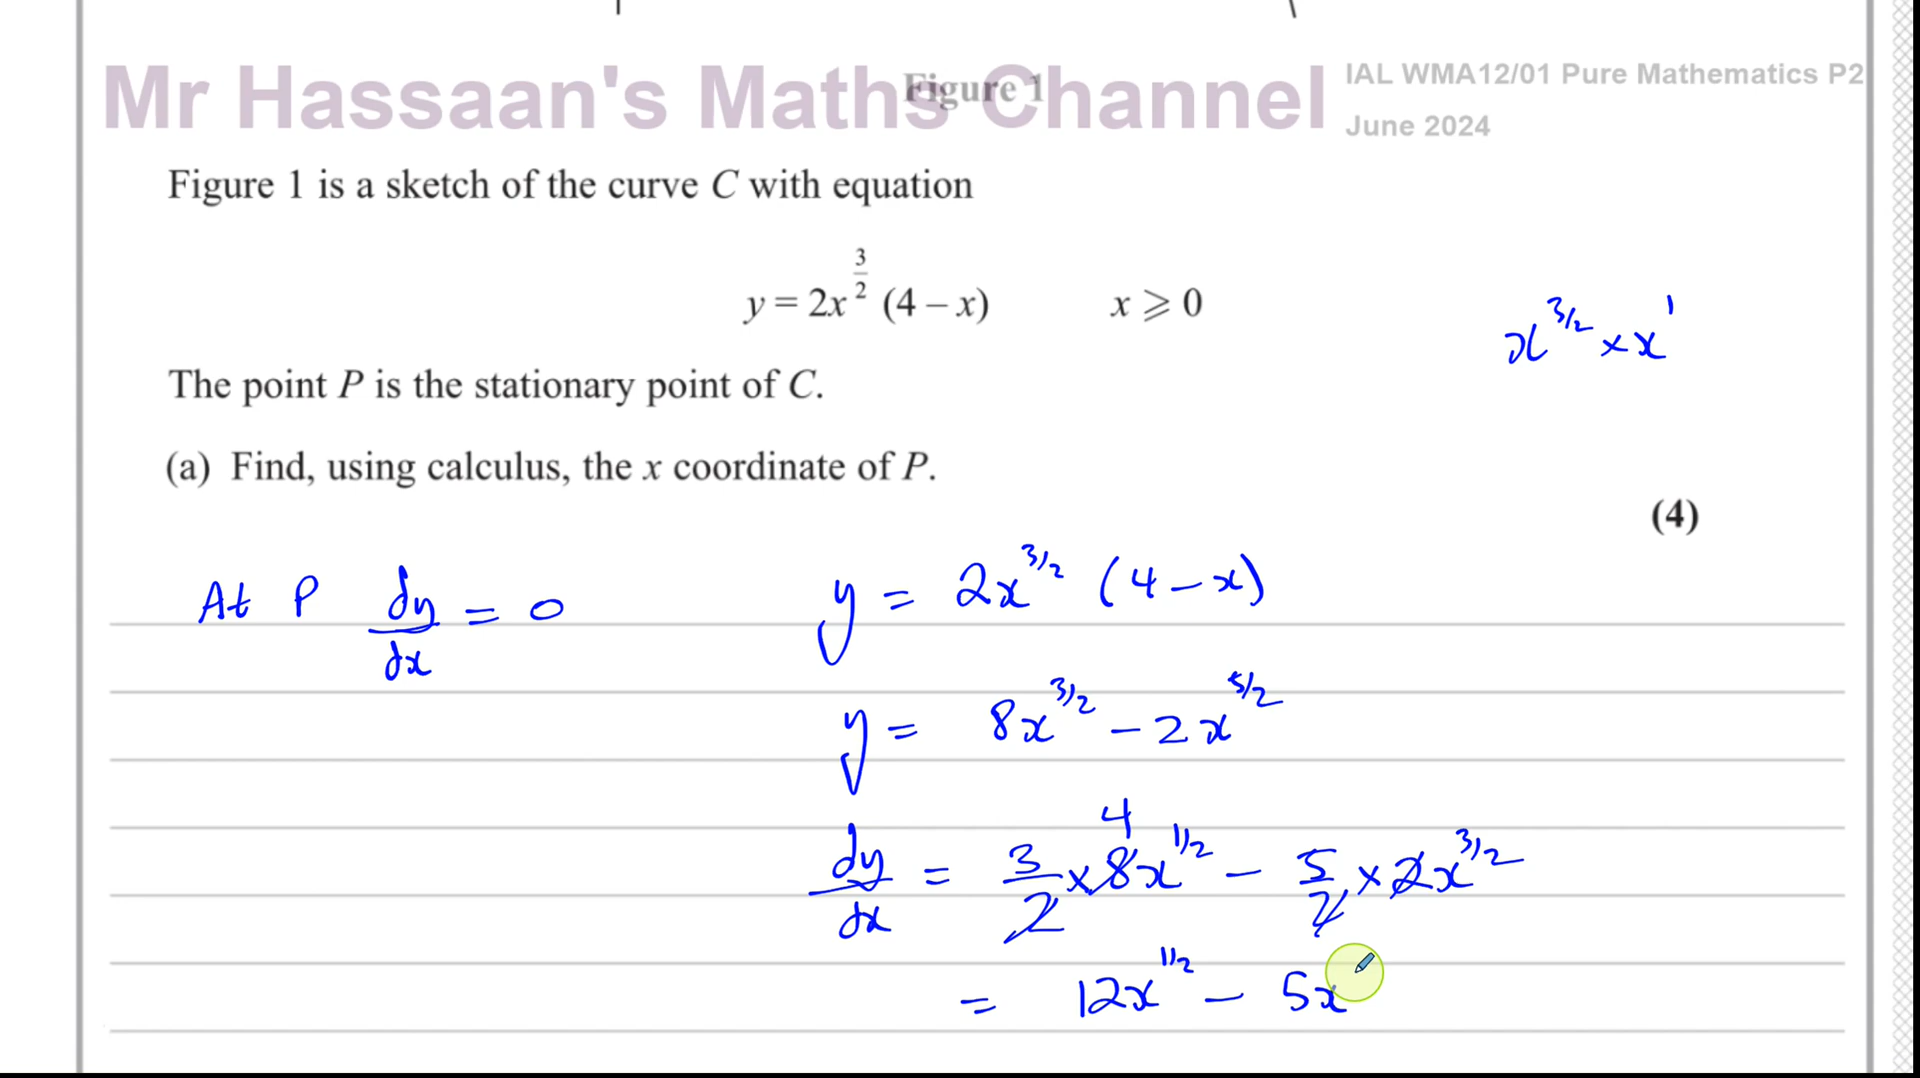 Mr Hassaan's Maths Channel
Figure 1
IAL WMA12/01 Pure Mathematics P2
June 2024
Figure 1 is a sketch of the curve C with equation
y = 2x^(3/2) (4 – x)    x ⩾ 0
x^(3/2) × x^1
The point P is the stationary point of C.
(a) Find, using calculus, the x coordinate of P.
(4)
At P dy/dx = 0
y = 2x^(3/2) (4 – x)
y = 8x^(3/2) – 2x^(5/2)
4
dy/dx = 3/2 × 8x^(1/2) – 5/2 × 2x^(3/2)
= 12x^(1/2) – 5x